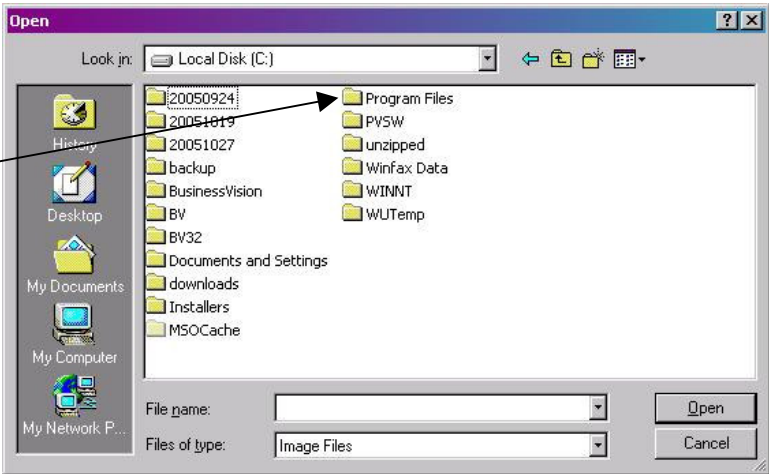 Open
Look in: Local Disk (C:)
20050924
20051019
20051027
backup
BusinessVision
BV
BV32
Documents and Settings
downloads
Installers
MSOCache
Program Files
PVSW
unzipped
Winfax Data
WINNT
WUTemp
History
Desktop
My Documents
My Computer
My Network P...
File name:
Open
Files of type: Image Files
Cancel